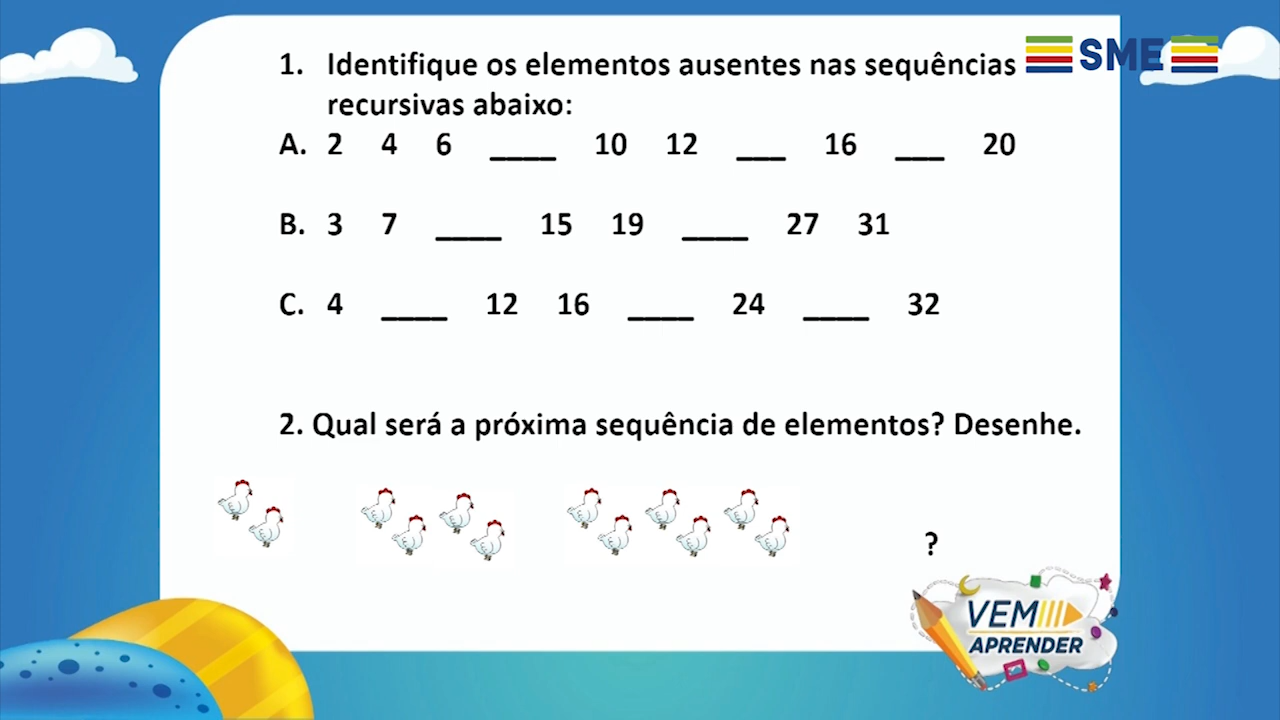 SME
1. Identifique os elementos ausentes nas sequências
recursivas abaixo:
A. 2 4 6 ____ 10 12 ___ 16 ___ 20
B. 3 7 ____ 15 19 ____ 27 31
C. 4 ____ 12 16 ____ 24 ____ 32
2. Qual será a próxima sequência de elementos? Desenhe.
?
VEM
APRENDER